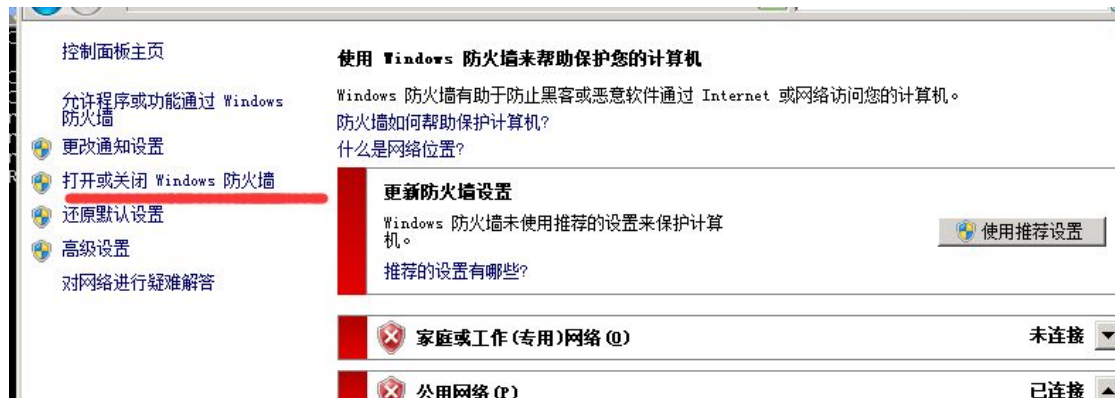 控制面板主页
允许程序或功能通过 Windows
防火墙
更改通知设置
打开或关闭 Windows 防火墙
还原默认设置
高级设置
对网络进行疑难解答
使用 Windows 防火墙来帮助保护您的计算机
Windows 防火墙有助于防止黑客或恶意软件通过 Internet 或网络访问您的计算机。
防火墙如何帮助保护计算机?
什么是网络位置?
更新防火墙设置
Windows 防火墙未使用推荐的设置来保护计算
机。
使用推荐设置
推荐的设置有哪些?
家庭或工作(专用)网络(O) 未连接
公用网络(P) 已连接